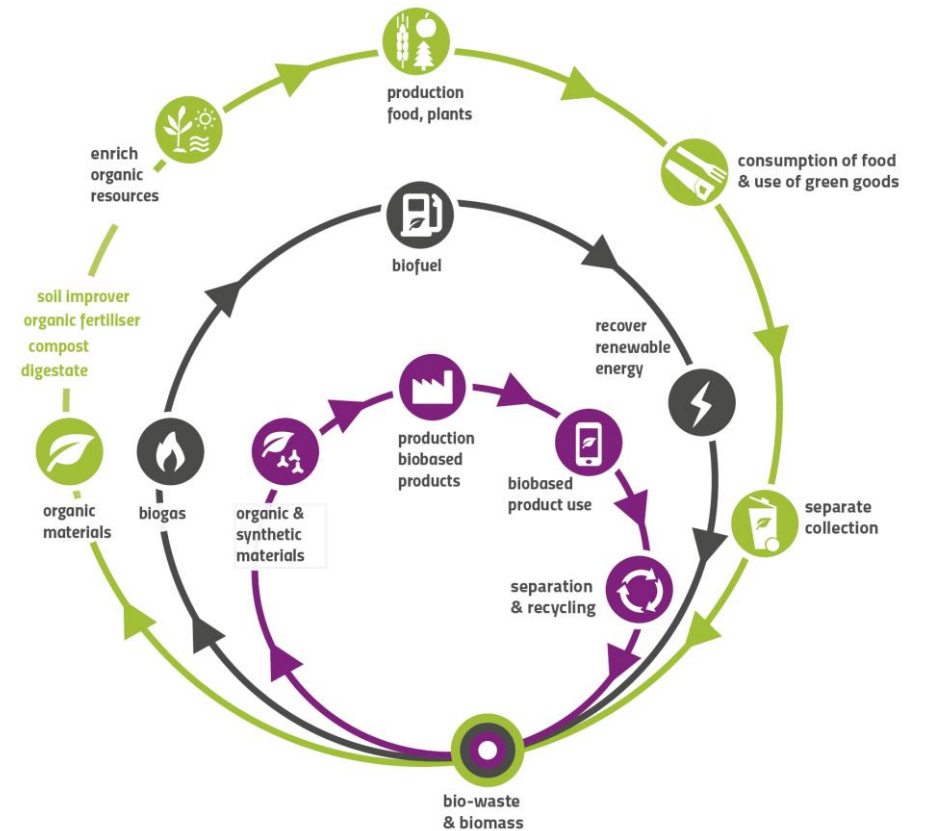 production
food, plants
enrich
organic
resources
consumption of food
& use of green goods
biofuel
soil improver
organic fertiliser
compost
digestate
recover
renewable
energy
production
biobased
products
biobased
product use
organic
materials
biogas
organic &
synthetic
materials
separate
collection
separation
& recycling
bio-waste
& biomass